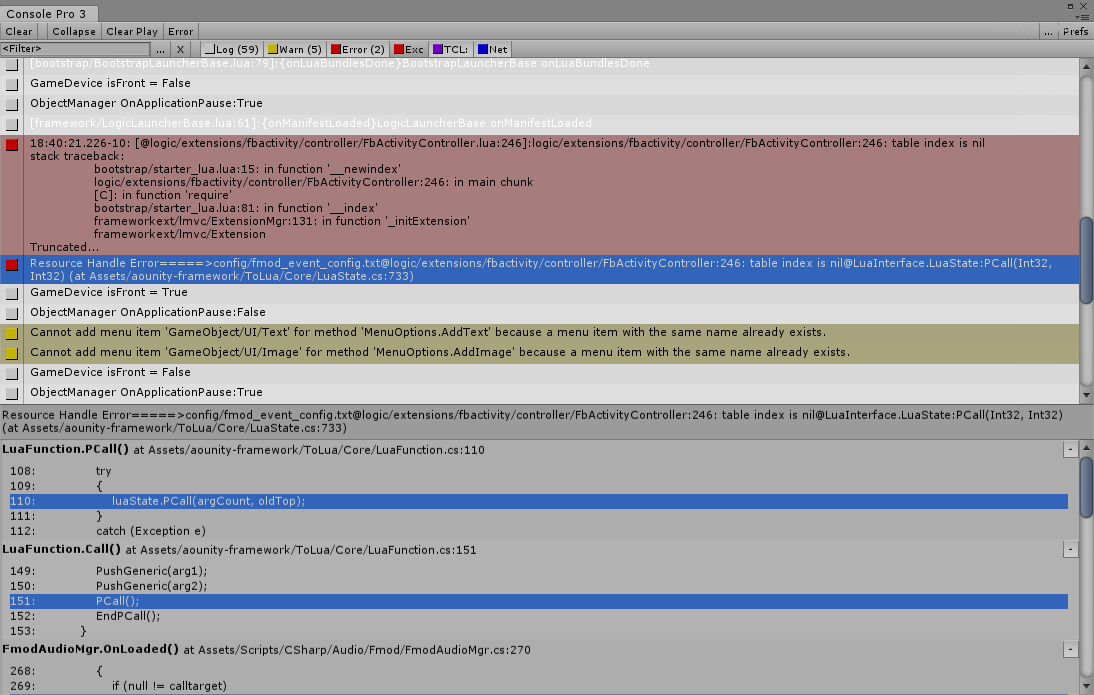 Console Pro 3
Clear Collapse Clear Play Error ... Prefs
<Filter> ... X Log (59) Warn (5) Error (2) Exc TCL: Net
[bootstrap/BootstrapLauncherBase.lua:79]:{onLuaBundlesDone}BootstrapLauncherBase onLuaBundlesDone
GameDevice isFront = False
ObjectManager OnApplicationPause:True
[framework/LogicLauncherBase.lua:61]:{onManifestLoaded}LogicLauncherBase onManifestLoaded
18:40:21.226-10: [@logic/extensions/fbactivity/controller/FbActivityController.lua:246]:logic/extensions/fbactivity/controller/FbActivityController:246: table index is nil
stack traceback:
bootstrap/starter_lua.lua:15: in function '__newindex'
logic/extensions/fbactivity/controller/FbActivityController:246: in main chunk
[C]: in function 'require'
bootstrap/starter_lua.lua:81: in function '__index'
frameworkext/lmvc/ExtensionMgr:131: in function '_initExtension'
frameworkext/lmvc/Extension
Truncated...
Resource Handle Error=====>config/fmod_event_config.txt@logic/extensions/fbactivity/controller/FbActivityController:246: table index is nil@LuaInterface.LuaState:PCall(Int32,
Int32) (at Assets/aounity-framework/ToLua/Core/LuaState.cs:733)
GameDevice isFront = True
ObjectManager OnApplicationPause:False
Cannot add menu item 'GameObject/UI/Text' for method 'MenuOptions.AddText' because a menu item with the same name already exists.
Cannot add menu item 'GameObject/UI/Image' for method 'MenuOptions.AddImage' because a menu item with the same name already exists.
GameDevice isFront = False
ObjectManager OnApplicationPause:True
Resource Handle Error=====>config/fmod_event_config.txt@logic/extensions/fbactivity/controller/FbActivityController:246: table index is nil@LuaInterface.LuaState:PCall(Int32, Int32)
(at Assets/aounity-framework/ToLua/Core/LuaState.cs:733)
LuaFunction.PCall() at Assets/aounity-framework/ToLua/Core/LuaFunction.cs:110 -
108: try
109: {
110: luaState.PCall(argCount, oldTop);
111: }
112: catch (Exception e)
LuaFunction.Call() at Assets/aounity-framework/ToLua/Core/LuaFunction.cs:151 -
149: PushGeneric(arg1);
150: PushGeneric(arg2);
151: PCall();
152: EndPCall();
153: }
FmodAudioMgr.OnLoaded() at Assets/Scripts/CSharp/Audio/Fmod/FmodAudioMgr.cs:270 -
268: {
269: if (null != calltarget)